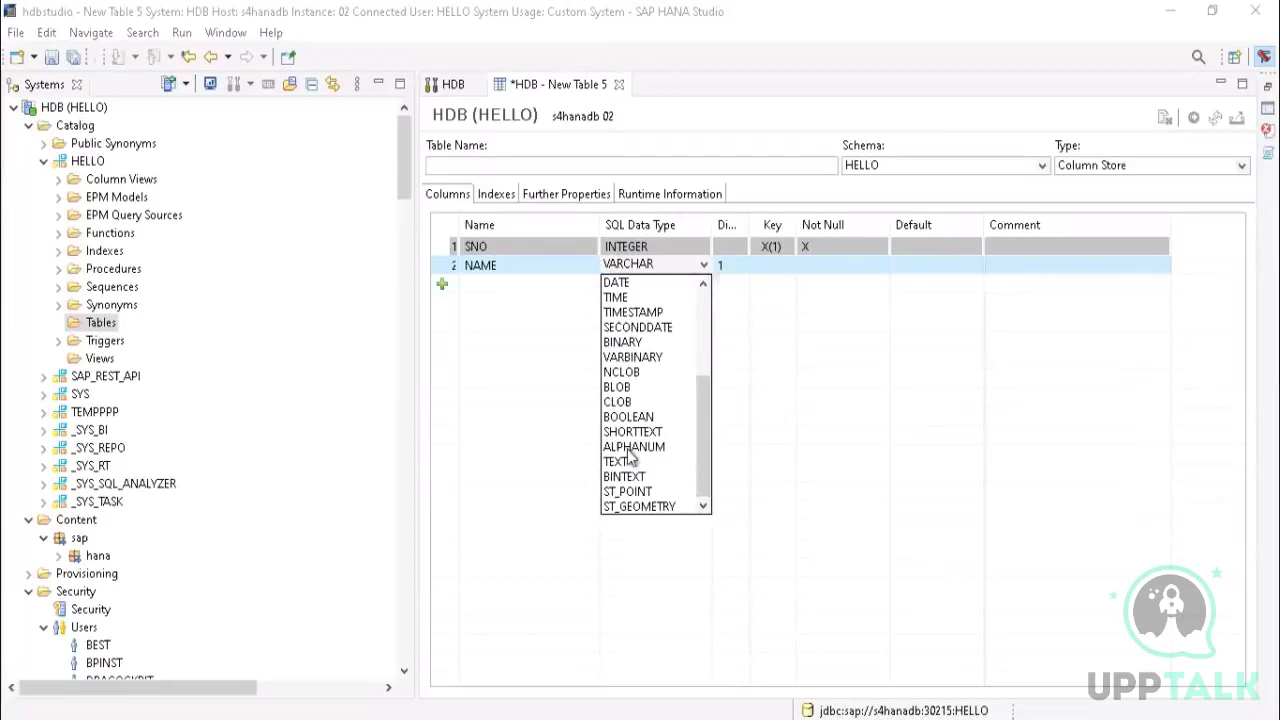 hdbstudio - New Table 5 System: HDB Host: s4hanadb Instance: 02 Connected User: HELLO System Usage: Custom System - SAP HANA Studio
File Edit Navigate Search Run Window Help
Systems
HDB (HELLO)
Catalog
Public Synonyms
HELLO
Column Views
EPM Models
EPM Query Sources
Functions
Indexes
Procedures
Sequences
Synonyms
Tables
Triggers
Views
SAP_REST_API
SYS
TEMPPPP
_SYS_BI
_SYS_REPO
_SYS_RT
_SYS_SQL_ANALYZER
_SYS_TASK
Content
sap
hana
Provisioning
Security
Security
Users
BEST
BPINST
HDB *HDB - New Table 5
HDB (HELLO) s4hanadb 02
Table Name: Schema: Type:
HELLO Column Store
Columns Indexes Further Properties Runtime Information
Name SQL Data Type Di... Key Not Null Default Comment
1 SNO INTEGER X(1) X
2 NAME VARCHAR 1
DATE
TIME
TIMESTAMP
SECONDDATE
BINARY
VARBINARY
NCLOB
BLOB
CLOB
BOOLEAN
SHORTTEXT
ALPHANUM
TEXT
BINTEXT
ST_POINT
ST_GEOMETRY
UPPTALK
jdbc:sap://s4hanadb:30215:HELLO